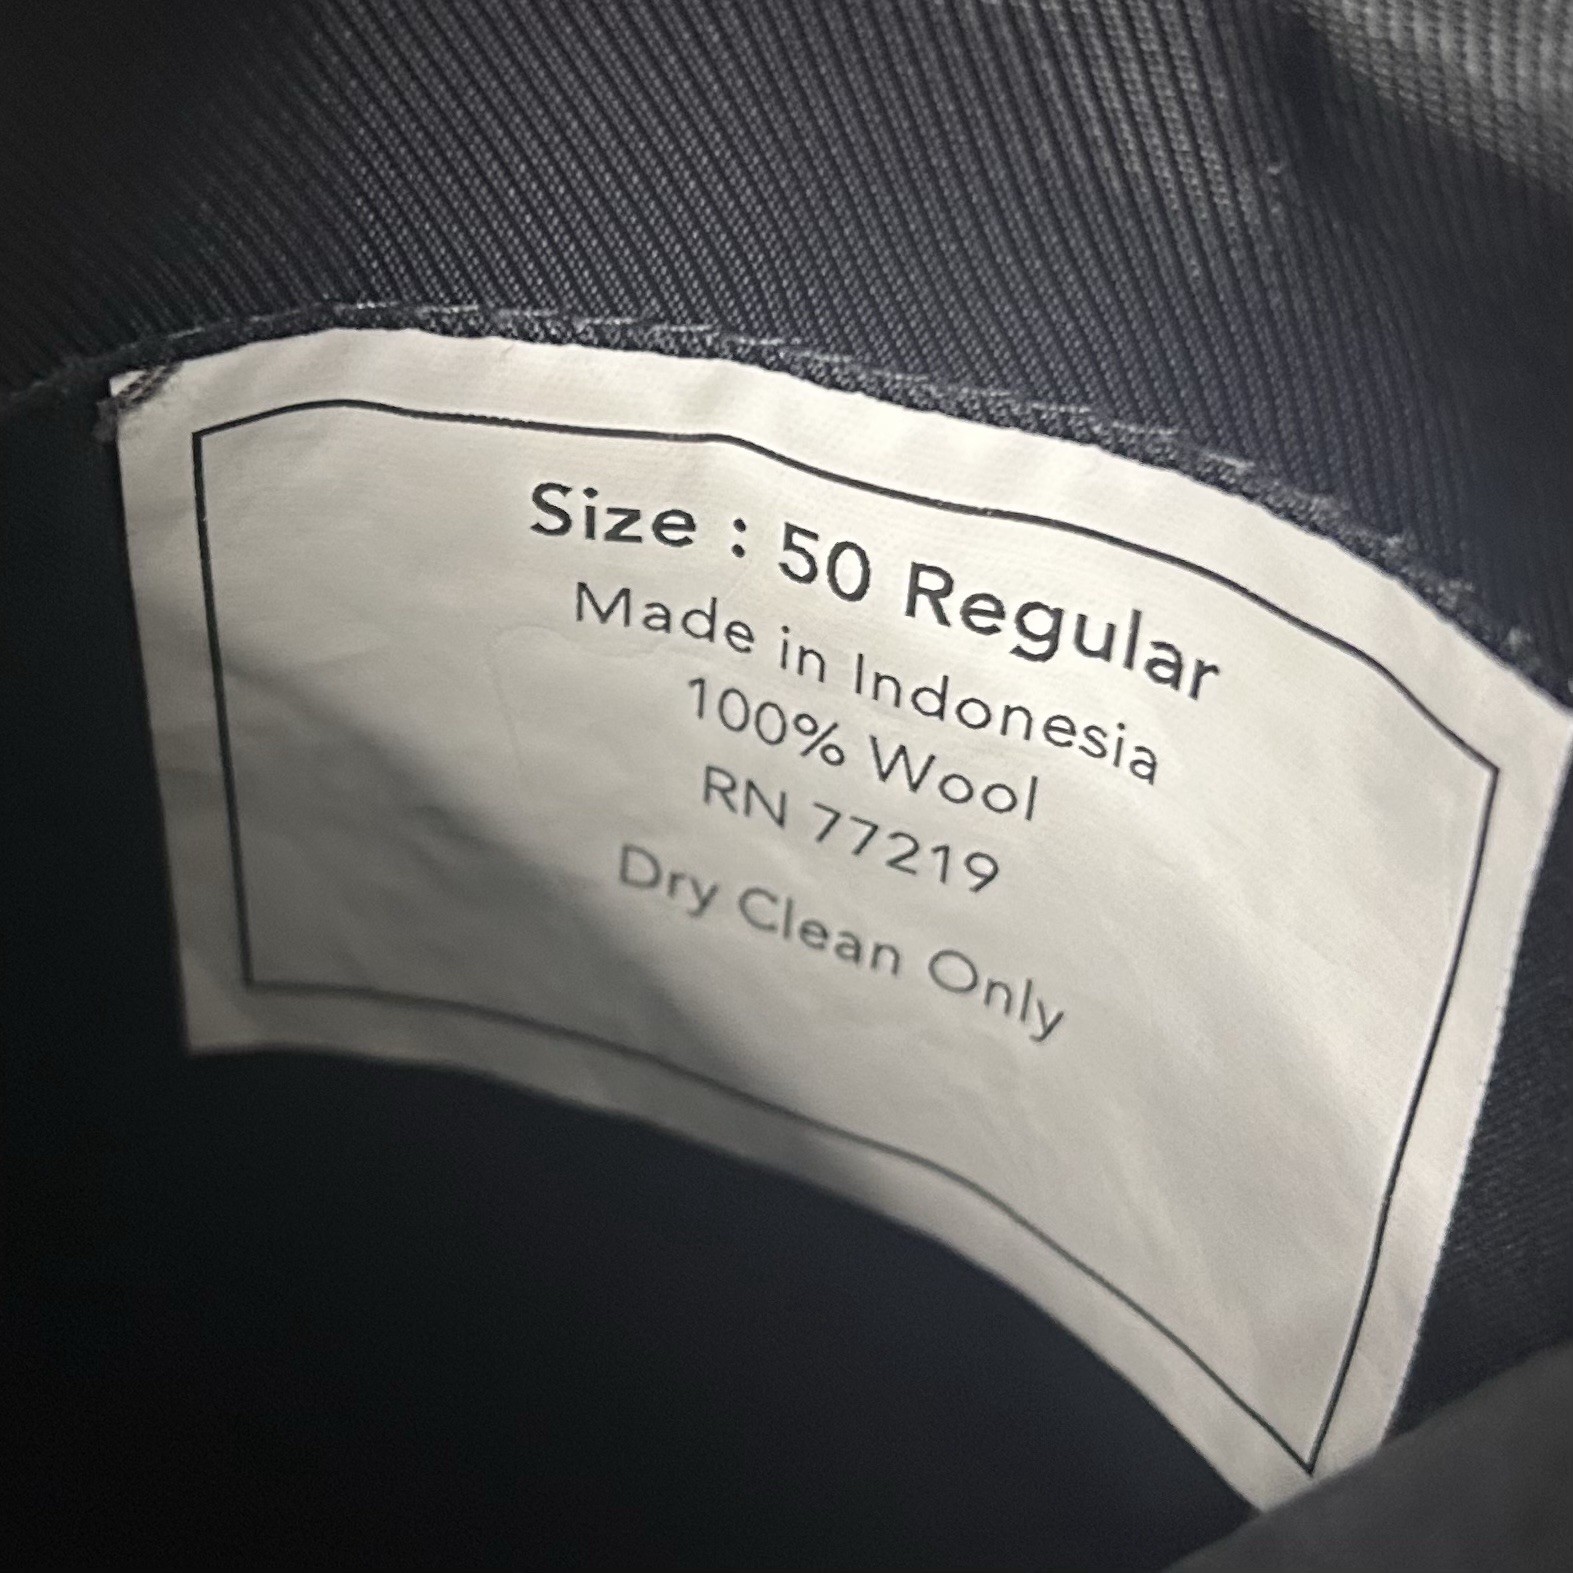 Size : 50 Regular
Made in Indonesia
100% Wool
RN 77219
Dry Clean Only